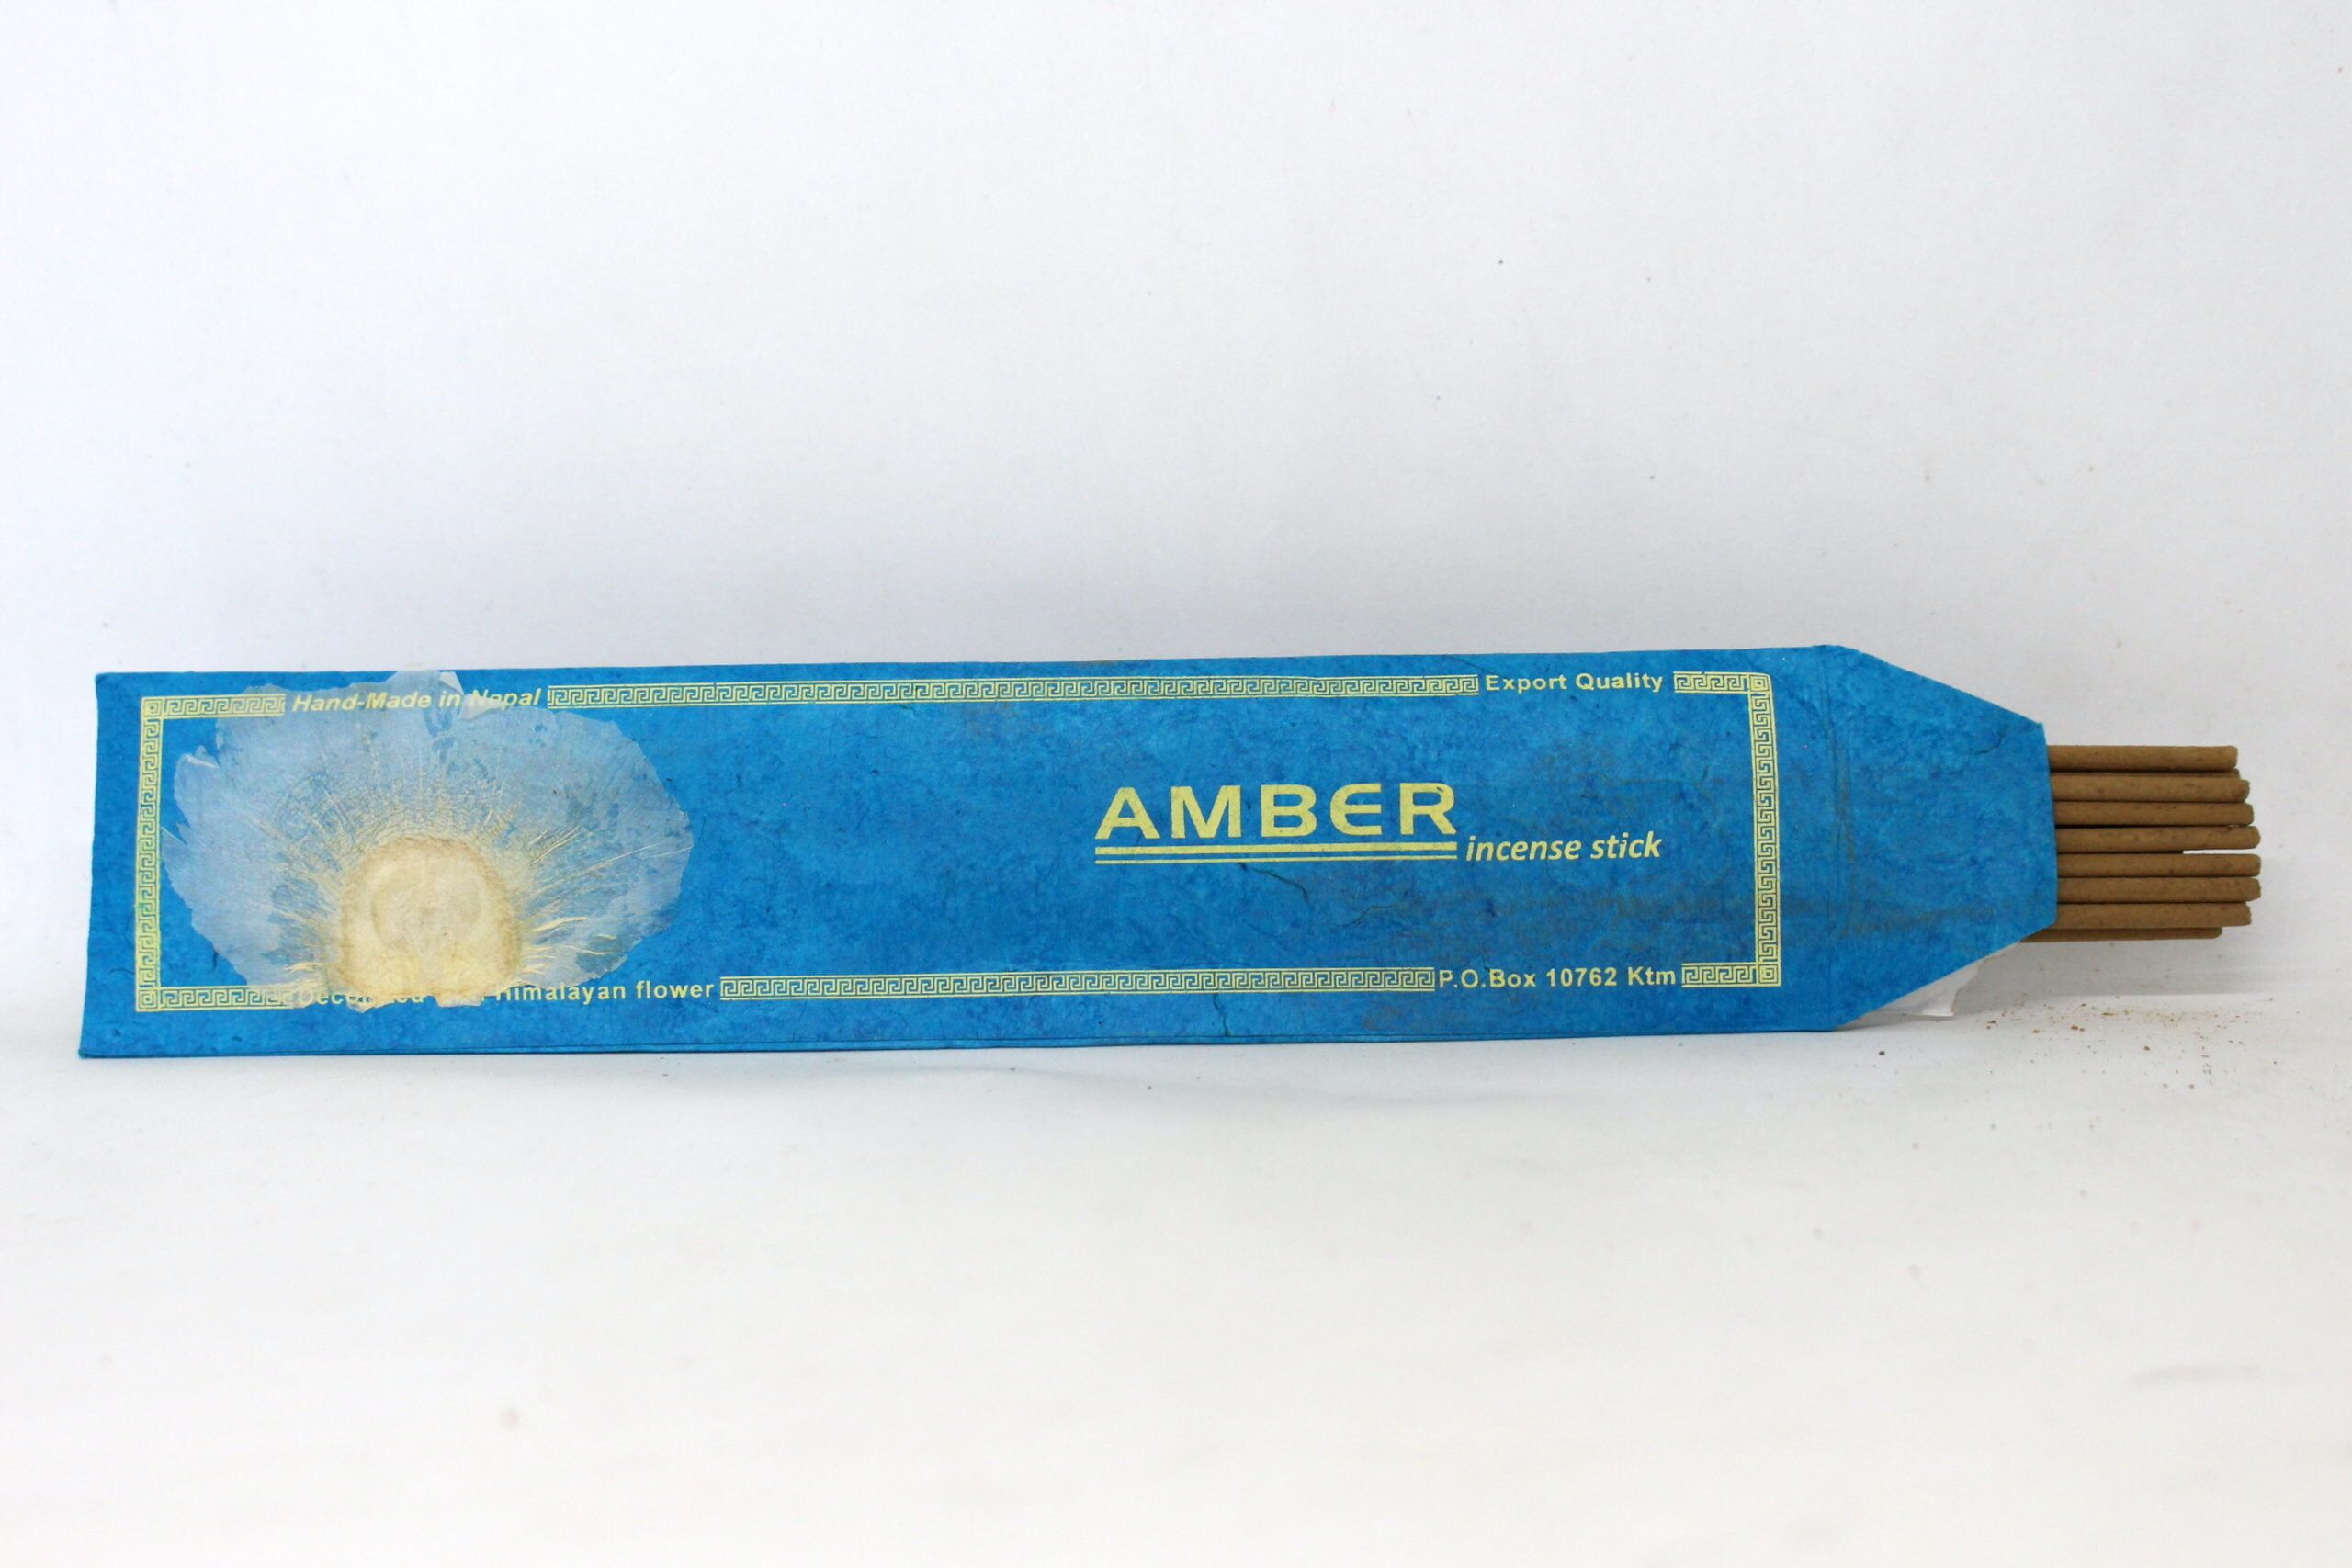 Hand-Made in Nepal
Export Quality
AMBER
incense stick
Himalayan flower
P.O.Box 10762 Ktm